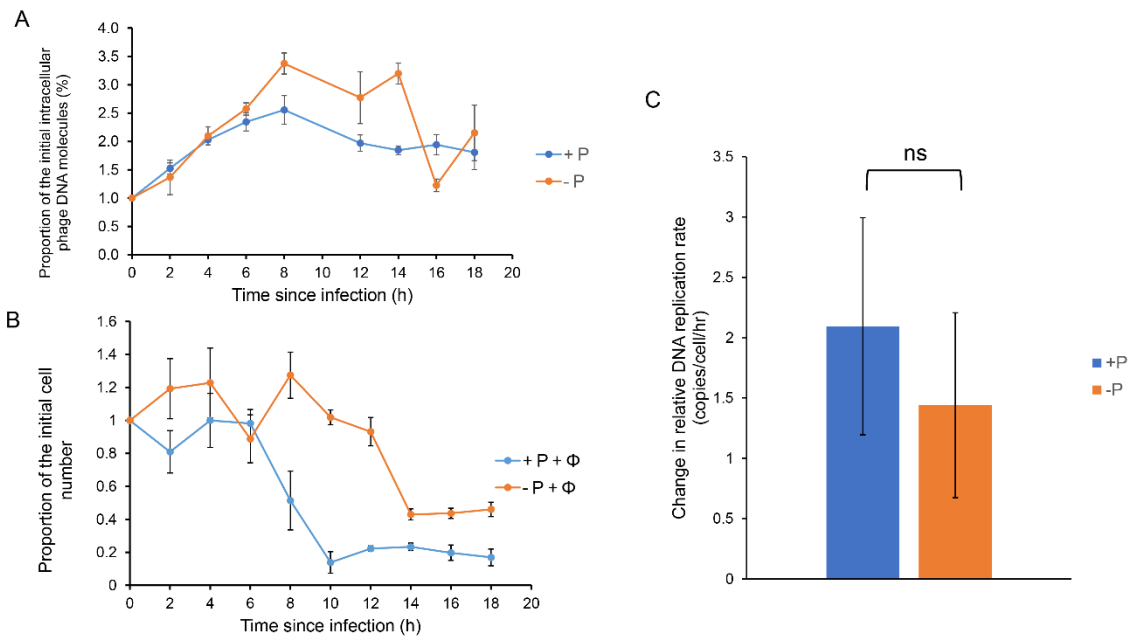 A
Proportion of the initial intracellular
phage DNA molecules (%)
4.0
3.5
3.0
2.5
2.0
1.5
1.0
0.5
0.0
0 2 4 6 8 10 12 14 16 18 20
Time since infection (h)
+ P
- P
B
Proportion of the initial cell
number
1.6
1.4
1.2
1
0.8
0.6
0.4
0.2
0
0 2 4 6 8 10 12 14 16 18 20
Time since infection (h)
+ P + Φ
- P + Φ
C
Change in relative DNA replication rate
(copies/cell/hr)
3.5
3
2.5
2
1.5
1
0.5
0
ns
+P
-P